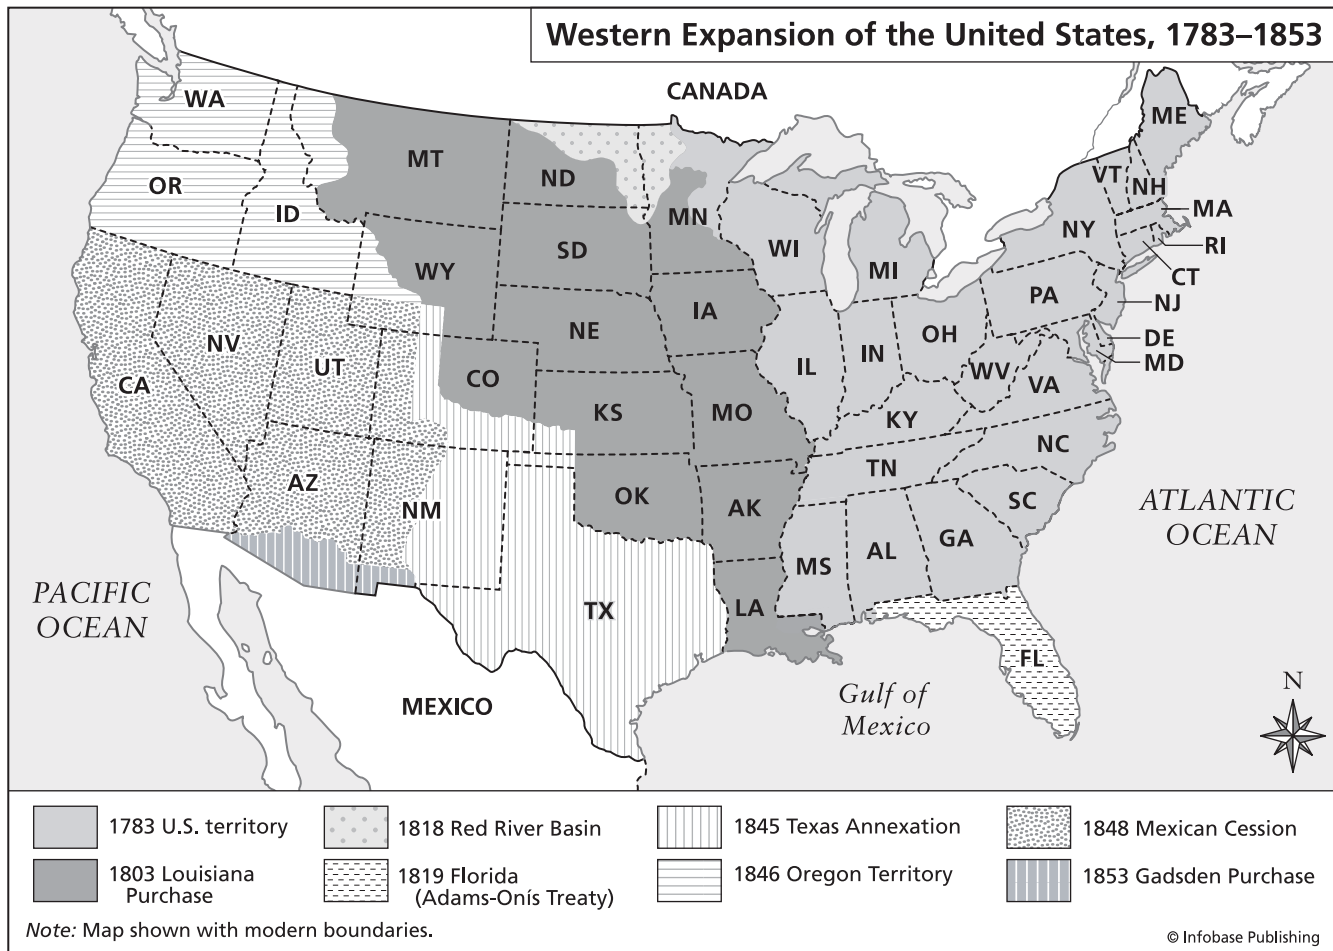 Western Expansion of the United States, 1783–1853
CANADA
WA
ME
MT
VT
ND
OR
NH
ID
MN
MA
NY
RI
SD
WI
WY
MI
CT
PA
NJ
IA
NE
OH
DE
NV
IN
MD
UT
IL
WV
CO
CA
VA
KS
MO
KY
NC
TN
AZ
OK
SC
NM
AK
ATLANTIC
OCEAN
GA
AL
MS
PACIFIC
OCEAN
LA
TX
FL
Gulf of
Mexico
MEXICO
N
1783 U.S. territory
1818 Red River Basin
1845 Texas Annexation
1848 Mexican Cession
1803 Louisiana
Purchase
1819 Florida
(Adams-Onís Treaty)
1846 Oregon Territory
1853 Gadsden Purchase
Note: Map shown with modern boundaries.
© Infobase Publishing